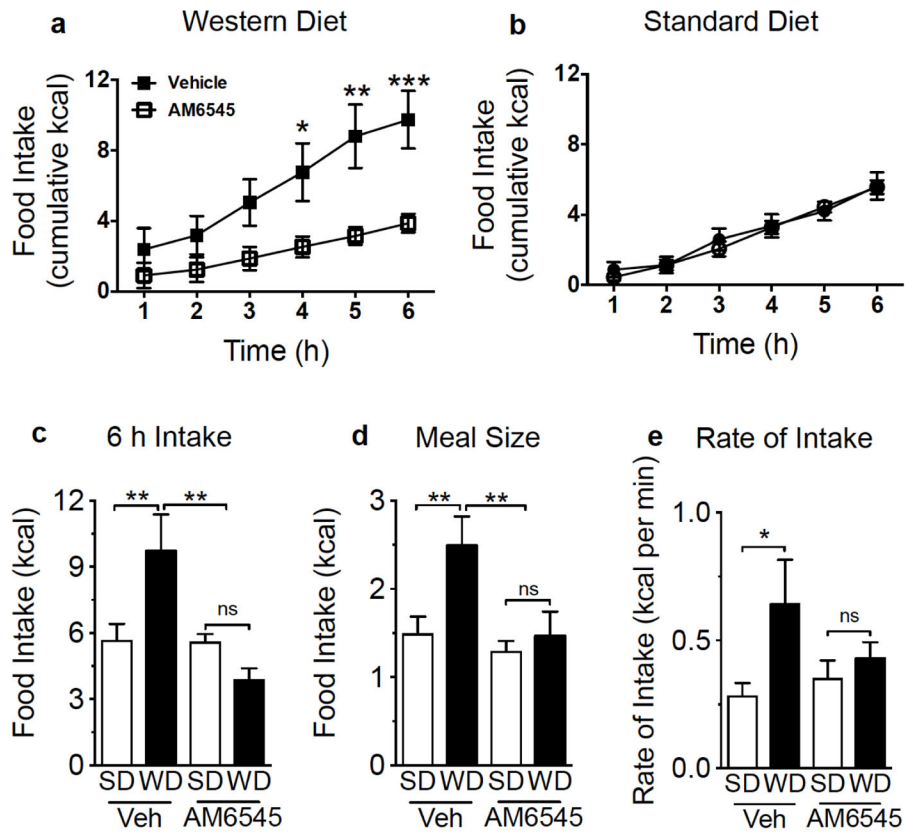 a Western Diet
12
8
4
0
Food Intake
(cumulative kcal)
Vehicle
AM6545
* ** ***
1 2 3 4 5 6
Time (h)
b Standard Diet
12
8
4
0
Food Intake
(cumulative kcal)
1 2 3 4 5 6
Time (h)
c 6 h Intake
12
9
6
3
0
Food Intake (kcal)
** **
ns
SD WD SD WD
Veh AM6545
d Meal Size
3
2
1
0
Food Intake (kcal)
** **
ns
SD WD SD WD
Veh AM6545
e Rate of Intake
1.0
0.5
0.0
Rate of Intake (kcal per min)
*
ns
SD WD SD WD
Veh AM6545